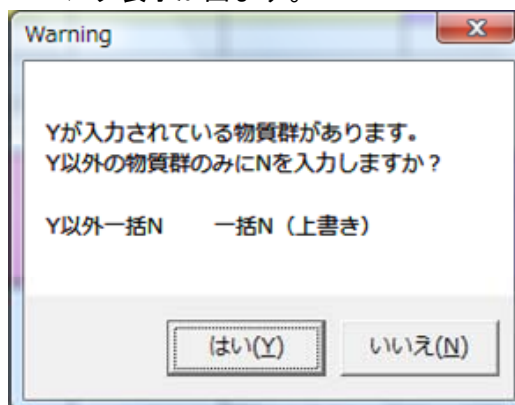 Warning
Yが入力されている物質群があります。
Y以外の物質群のみにNを入力しますか？
Y以外一括N　　一括N（上書き）
はい(Y)　いいえ(N)